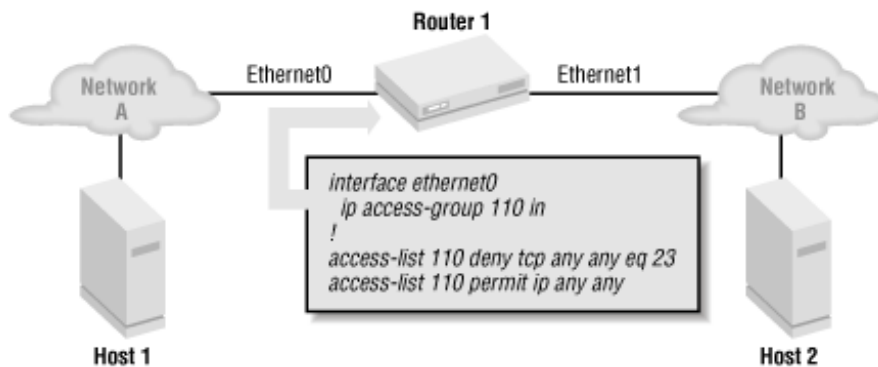 Router 1
Ethernet0
Ethernet1
Network
A
Network
B
interface ethernet0
ip access-group 110 in
!
access-list 110 deny tcp any any eq 23
access-list 110 permit ip any any
Host 1
Host 2